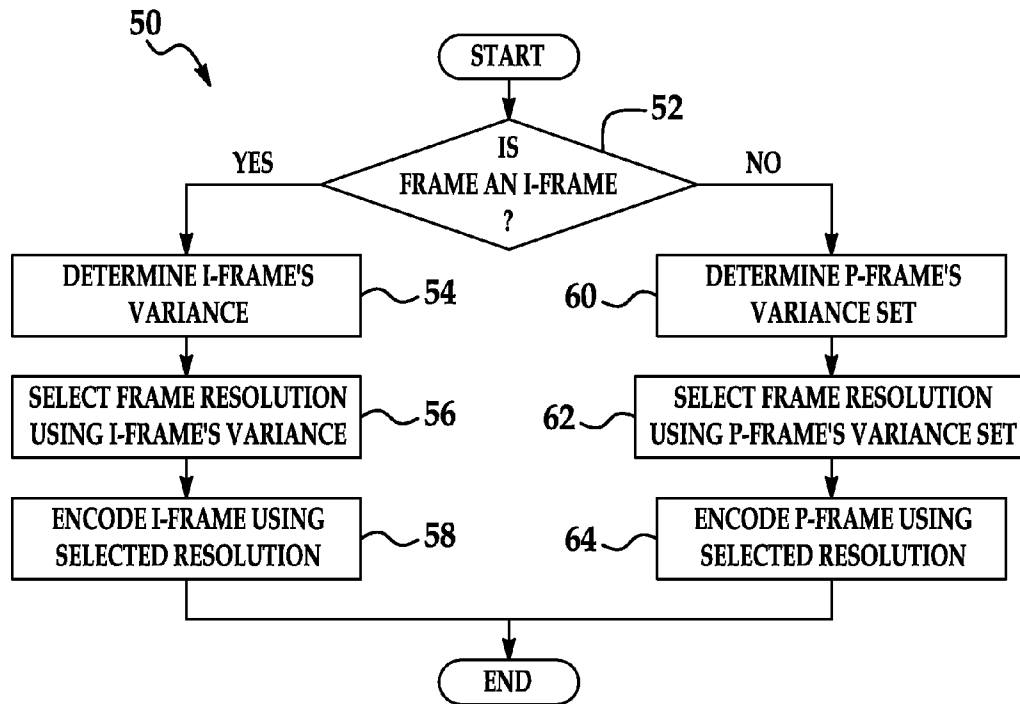 50
START
52
IS
FRAME AN I-FRAME
?
YES
NO
DETERMINE I-FRAME'S
VARIANCE
54
SELECT FRAME RESOLUTION
USING I-FRAME'S VARIANCE
56
ENCODE I-FRAME USING
SELECTED RESOLUTION
58
60
DETERMINE P-FRAME'S
VARIANCE SET
62
SELECT FRAME RESOLUTION
USING P-FRAME'S VARIANCE SET
64
ENCODE P-FRAME USING
SELECTED RESOLUTION
END